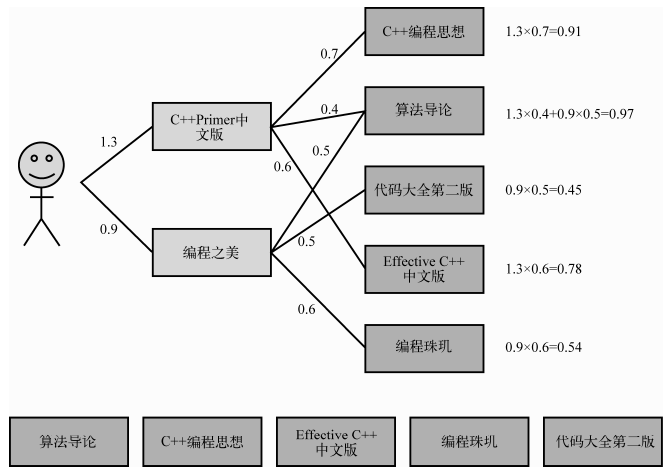 C++编程思想
1.3×0.7=0.91
0.7
C++Primer中
文版
0.4
算法导论
1.3×0.4+0.9×0.5=0.97
1.3
0.5
0.6
代码大全第二版
0.9×0.5=0.45
0.9
编程之美
0.5
Effective C++
中文版
1.3×0.6=0.78
0.6
编程珠玑
0.9×0.6=0.54
算法导论
C++编程思想
Effective C++
中文版
编程珠玑
代码大全第二版